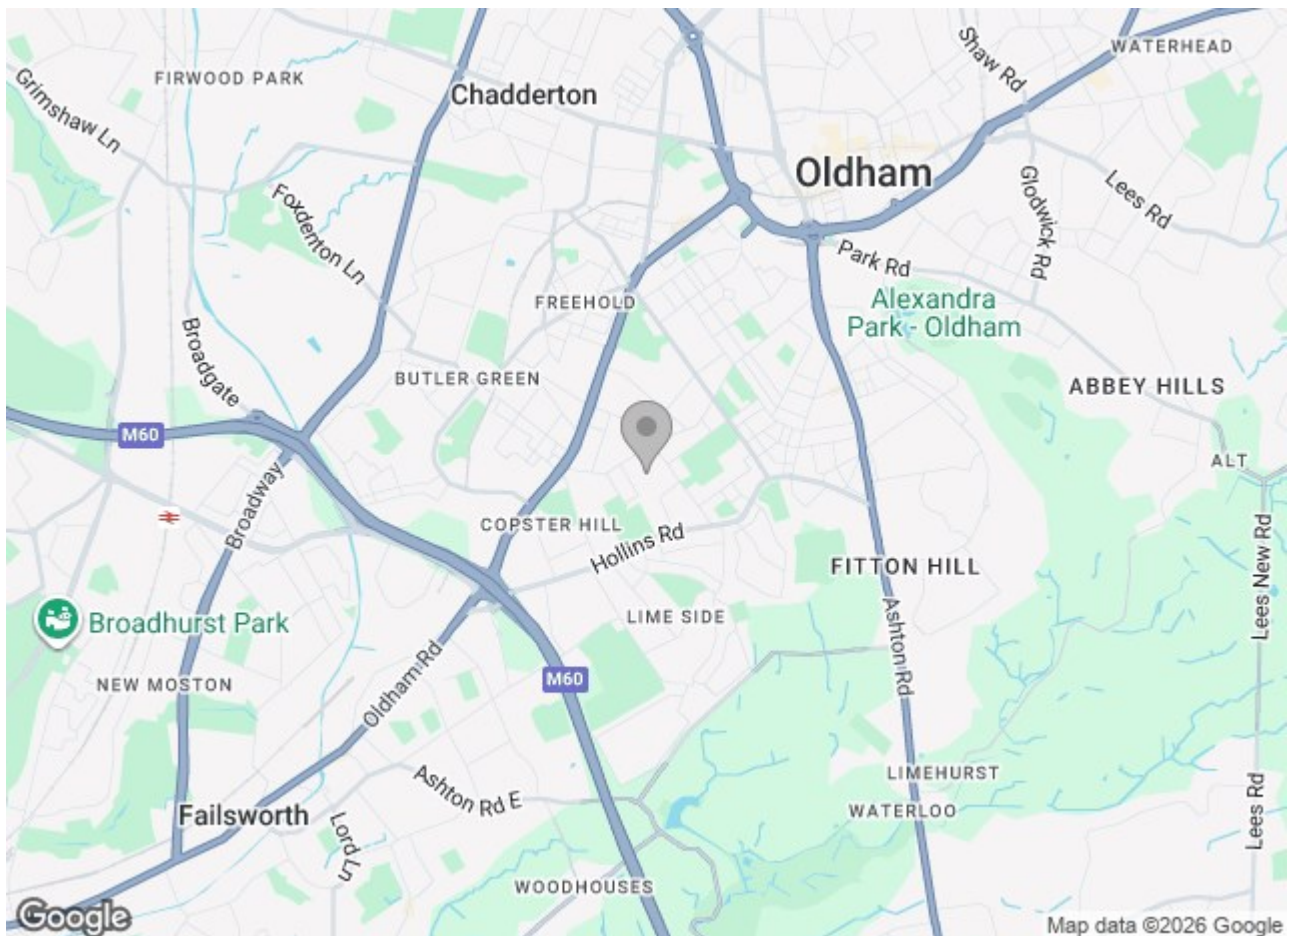 WATERHEAD
Shaw Rd
FIRWOOD PARK
Chadderton
Grimshaw Ln
Oldham
Glodwick Rd
Lees Rd
Foxdenton Ln
Park Rd
FREEHOLD
Alexandra
Park - Oldham
Broadgate
BUTLER GREEN
ABBEY HILLS
M60
ALT
Broadway
COPSTER HILL
Hollins Rd
FITTON HILL
Lees New Rd
Broadhurst Park
LIME SIDE
Ashton Rd
NEW MOSTON
M60
Oldham Rd
LIMEHURST
Ashton Rd E
WATERLOO
Failsworth
Lord Ln
Lees Rd
WOODHOUSES
Google
Map data ©2026 Google